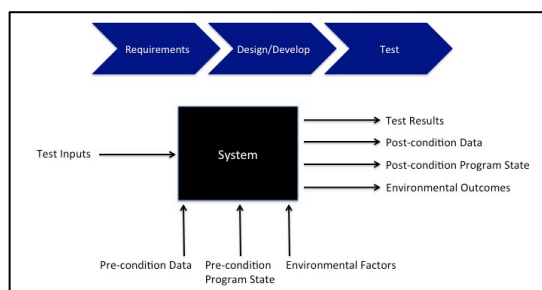 Requirements
Design/Develop
Test
Test Inputs
System
Test Results
Post-condition Data
Post-condition Program State
Environmental Outcomes
Pre-condition Data
Pre-condition
Program State
Environmental Factors